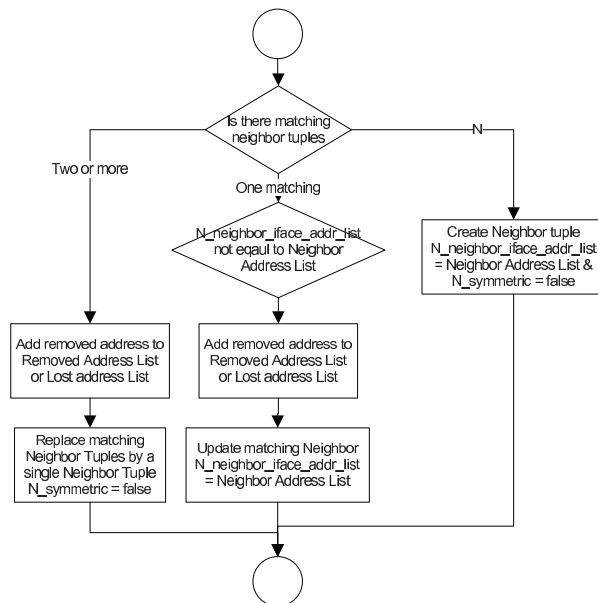 Is there matching
neighbor tuples
N
Two or more
One matching
N_neighbor_iface_addr_list
not eqaul to Neighbor
Address List
Create Neighbor tuple
N_neighbor_iface_addr_list
= Neighbor Address List &
N_symmetric = false
Add removed address to
Removed Address List
or Lost address List
Add removed address to
Removed Address List
or Lost address List
Replace matching
Neighbor Tuples by a
single Neighbor Tuple
N_symmetric = false
Update matching Neighbor
N_neighbor_iface_addr_list
= Neighbor Address List